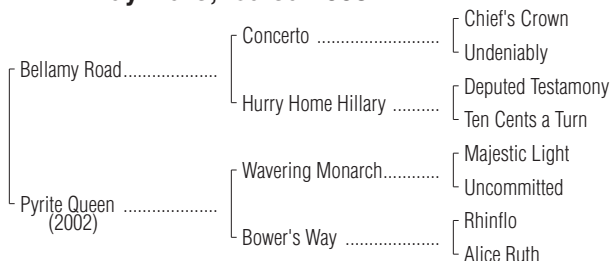 Chief's Crown
Concerto
Undeniably
Bellamy Road
Deputed Testamony
Hurry Home Hillary
Ten Cents a Turn
Majestic Light
Wavering Monarch
Uncommitted
Pyrite Queen
(2002)
Rhinflo
Bower's Way
Alice Ruth